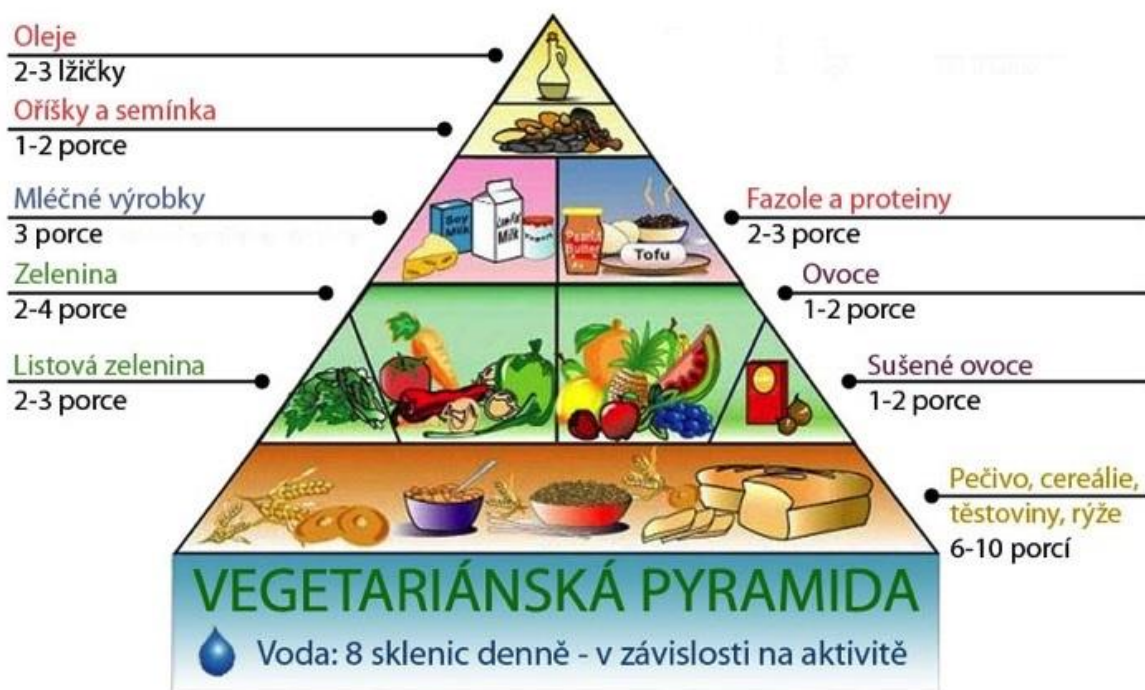 Oleje
2-3 lžičky
Oříšky a semínka
1-2 porce
Mléčné výrobky
3 porce
Zelenina
2-4 porce
Listová zelenina
2-3 porce
Fazole a proteiny
2-3 porce
Ovoce
1-2 porce
Sušené ovoce
1-2 porce
Pečivo, cereálie,
těstoviny, rýže
6-10 porcí
Soy
Milk
Milk
Peanut
Butter
Tofu
VEGETARIÁNSKÁ PYRAMIDA
Voda: 8 sklenic denně - v závislosti na aktivitě